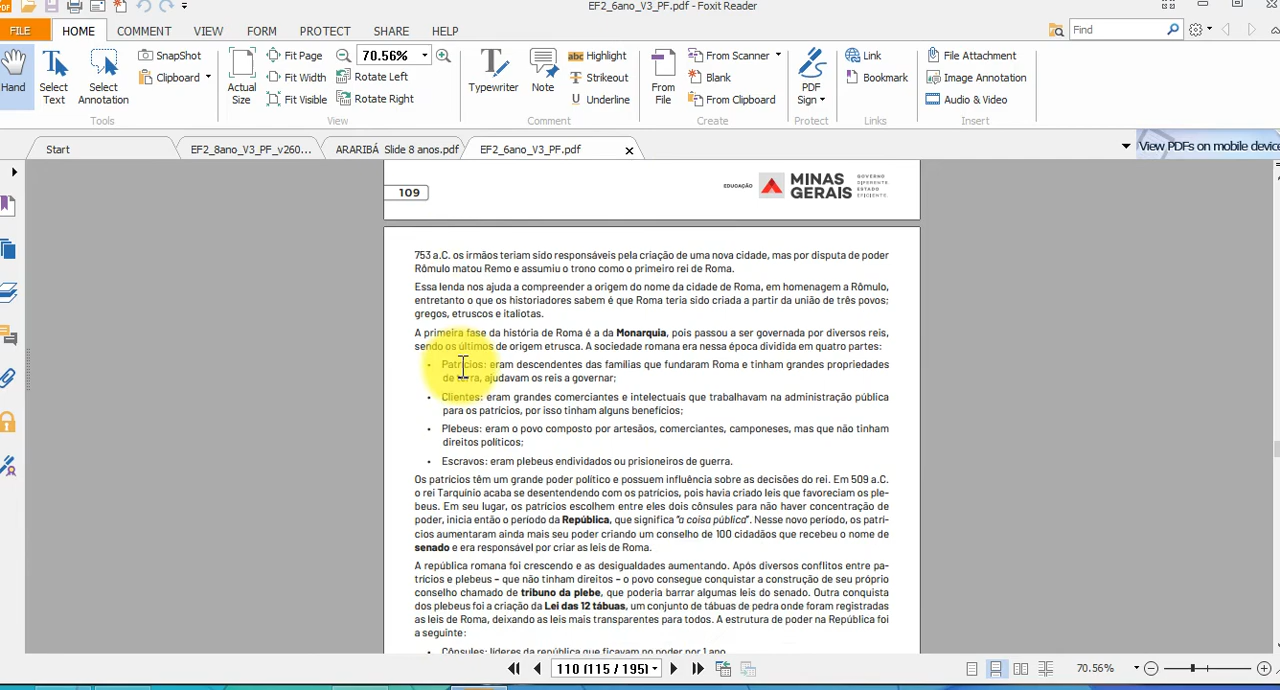 EF2_6ano_V3_PF.pdf - Foxit Reader
FILE HOME COMMENT VIEW FORM PROTECT SHARE HELP
Find
Hand
Select Text
Select Annotation
SnapShot
Clipboard
Tools
Actual Size
Fit Page
Fit Width
Fit Visible
70.56%
Rotate Left
Rotate Right
View
Typewriter
Note
Highlight
Strikeout
Underline
Comment
From File
From Scanner
Blank
From Clipboard
Create
PDF Sign
Protect
Link
Bookmark
Links
File Attachment
Image Annotation
Audio & Video
Insert
Start
EF2_8ano_V3_PF_v260...
ARARIBÁ Slide 8 anos.pdf
EF2_6ano_V3_PF.pdf
View PDFs on mobile device
109
EDUCAÇÃO
MINAS GERAIS
GOVERNO
DIFERENTE.
ESTADO
EFICIENTE.
753 a.C. os irmãos teriam sido responsáveis pela criação de uma nova cidade, mas por disputa de poder
Rômulo matou Remo e assumiu o trono como o primeiro rei de Roma.
Essa lenda nos ajuda a compreender a origem do nome da cidade de Roma, em homenagem a Rômulo,
entretanto o que os historiadores sabem é que Roma teria sido criada a partir da união de três povos;
gregos, etruscos e italiotas.
A primeira fase da história de Roma é a da Monarquia, pois passou a ser governada por diversos reis,
sendo os últimos de origem etrusca. A sociedade romana era nessa época dividida em quatro partes:
• Patrícios: eram descendentes das famílias que fundaram Roma e tinham grandes propriedades
de terra, ajudavam os reis a governar;
• Clientes: eram grandes comerciantes e intelectuais que trabalhavam na administração pública
para os patrícios, por isso tinham alguns benefícios;
• Plebeus: eram o povo composto por artesãos, comerciantes, camponeses, mas que não tinham
direitos políticos;
• Escravos: eram plebeus endividados ou prisioneiros de guerra.
Os patrícios têm um grande poder político e possuem influência sobre as decisões do rei. Em 509 a.C.
o rei Tarquínio acaba se desentendendo com os patrícios, pois havia criado leis que favoreciam os ple-
beus. Em seu lugar, os patrícios escolhem entre eles dois cônsules para não haver concentração de
poder, inicia então o período da República, que significa "a coisa pública". Nesse novo período, os patrí-
cios aumentaram ainda mais seu poder criando um conselho de 100 cidadãos que recebeu o nome de
senado e era responsável por criar as leis de Roma.
A república romana foi crescendo e as desigualdades aumentando. Após diversos conflitos entre pa-
trícios e plebeus – que não tinham direitos – o povo consegue conquistar a construção de seu próprio
conselho chamado de tribuno da plebe, que poderia barrar algumas leis do senado. Outra conquista
dos plebeus foi a criação da Lei das 12 tábuas, um conjunto de tábuas de pedra onde foram registradas
as leis de Roma, deixando as leis mais transparentes para todos. A estrutura de poder na República foi
a seguinte:
• Cônsules: líderes da república que ficavam no poder por 1 ano
110 (115 / 195)
70.56%